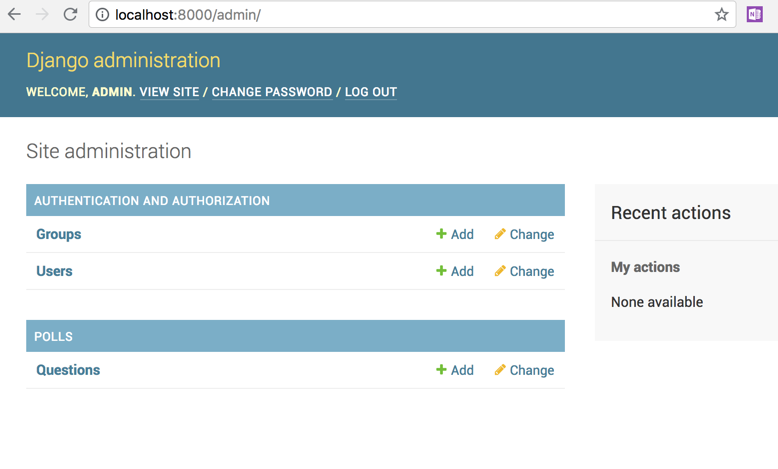 localhost:8000/admin/
Django administration
WELCOME, ADMIN. VIEW SITE / CHANGE PASSWORD / LOG OUT
Site administration
AUTHENTICATION AND AUTHORIZATION
Groups Add Change
Users Add Change
POLLS
Questions Add Change
Recent actions
My actions
None available